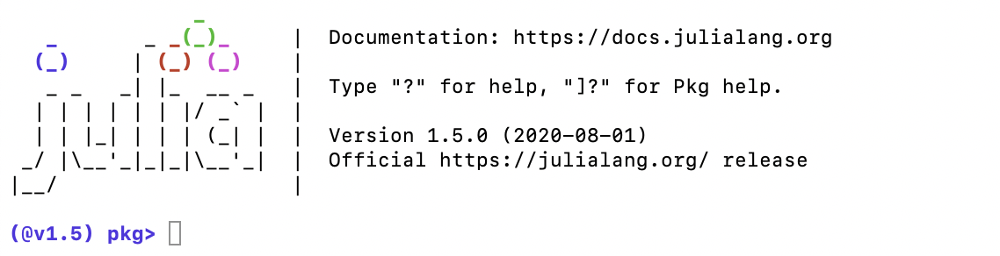 _
   _       _ _(_)_     |  Documentation: https://docs.julialang.org
  (_)     | (_) (_)    |
   _ _   _| |_  __ _   |  Type "?" for help, "]?" for Pkg help.
  | | | | | | |/ _` |  |
  | | |_| | | | (_| |  |  Version 1.5.0 (2020-08-01)
 _/ |\__'_|_|_|\__'_|  |  Official https://julialang.org/ release
|__/                   |
(@v1.5) pkg>